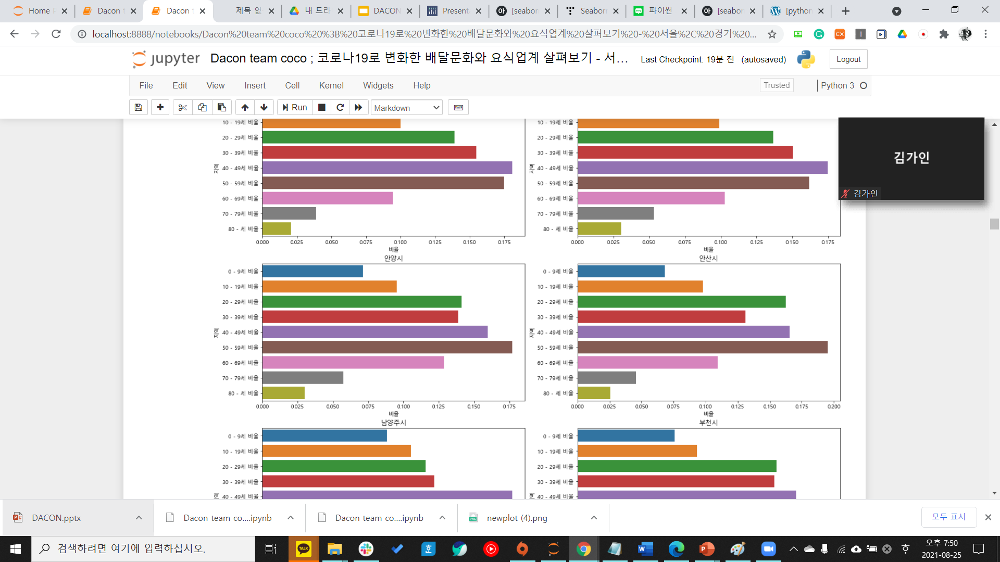 Home P
Dacon t
Dacon t
제목 없
내 드라
DACON
Present
[seabor
Seabor
파이썬
[seabor
[python
localhost:8888/notebooks/Dacon%20team%20coco%20%3B%20코로나19로%20변화한%20배달문화와%20요식업계%20살펴보기%20-%20서울%2C%20경기%20...
jupyter Dacon team coco ; 코로나19로 변화한 배달문화와 요식업계 살펴보기 - 서... Last Checkpoint: 19분 전 (autosaved) Logout
File Edit View Insert Cell Kernel Widgets Help Trusted Python 3
Run Markdown
김가인
김가인
10 - 19세 비율
20 - 29세 비율
30 - 39세 비율
지역
40 - 49세 비율
50 - 59세 비율
60 - 69세 비율
70 - 79세 비율
80 - 세 비율
0.000 0.025 0.050 0.075 0.100 0.125 0.150 0.175
비율
10 - 19세 비율
20 - 29세 비율
30 - 39세 비율
지역
40 - 49세 비율
50 - 59세 비율
60 - 69세 비율
70 - 79세 비율
80 - 세 비율
0.000 0.025 0.050 0.075 0.100 0.125 0.150 0.175
비율
안양시
0 - 9세 비율
10 - 19세 비율
20 - 29세 비율
30 - 39세 비율
지역
40 - 49세 비율
50 - 59세 비율
60 - 69세 비율
70 - 79세 비율
80 - 세 비율
0.000 0.025 0.050 0.075 0.100 0.125 0.150 0.175
비율
안산시
0 - 9세 비율
10 - 19세 비율
20 - 29세 비율
30 - 39세 비율
지역
40 - 49세 비율
50 - 59세 비율
60 - 69세 비율
70 - 79세 비율
80 - 세 비율
0.000 0.025 0.050 0.075 0.100 0.125 0.150 0.175 0.200
비율
남양주시
0 - 9세 비율
10 - 19세 비율
20 - 29세 비율
30 - 39세 비율
40 - 49세 비율
부천시
0 - 9세 비율
10 - 19세 비율
20 - 29세 비율
30 - 39세 비율
40 - 49세 비율
DACON.pptx
Dacon team co....ipynb
Dacon team co....ipynb
newplot (4).png
모두 표시
검색하려면 여기에 입력하십시오.
TALK
오후 7:50
2021-08-25